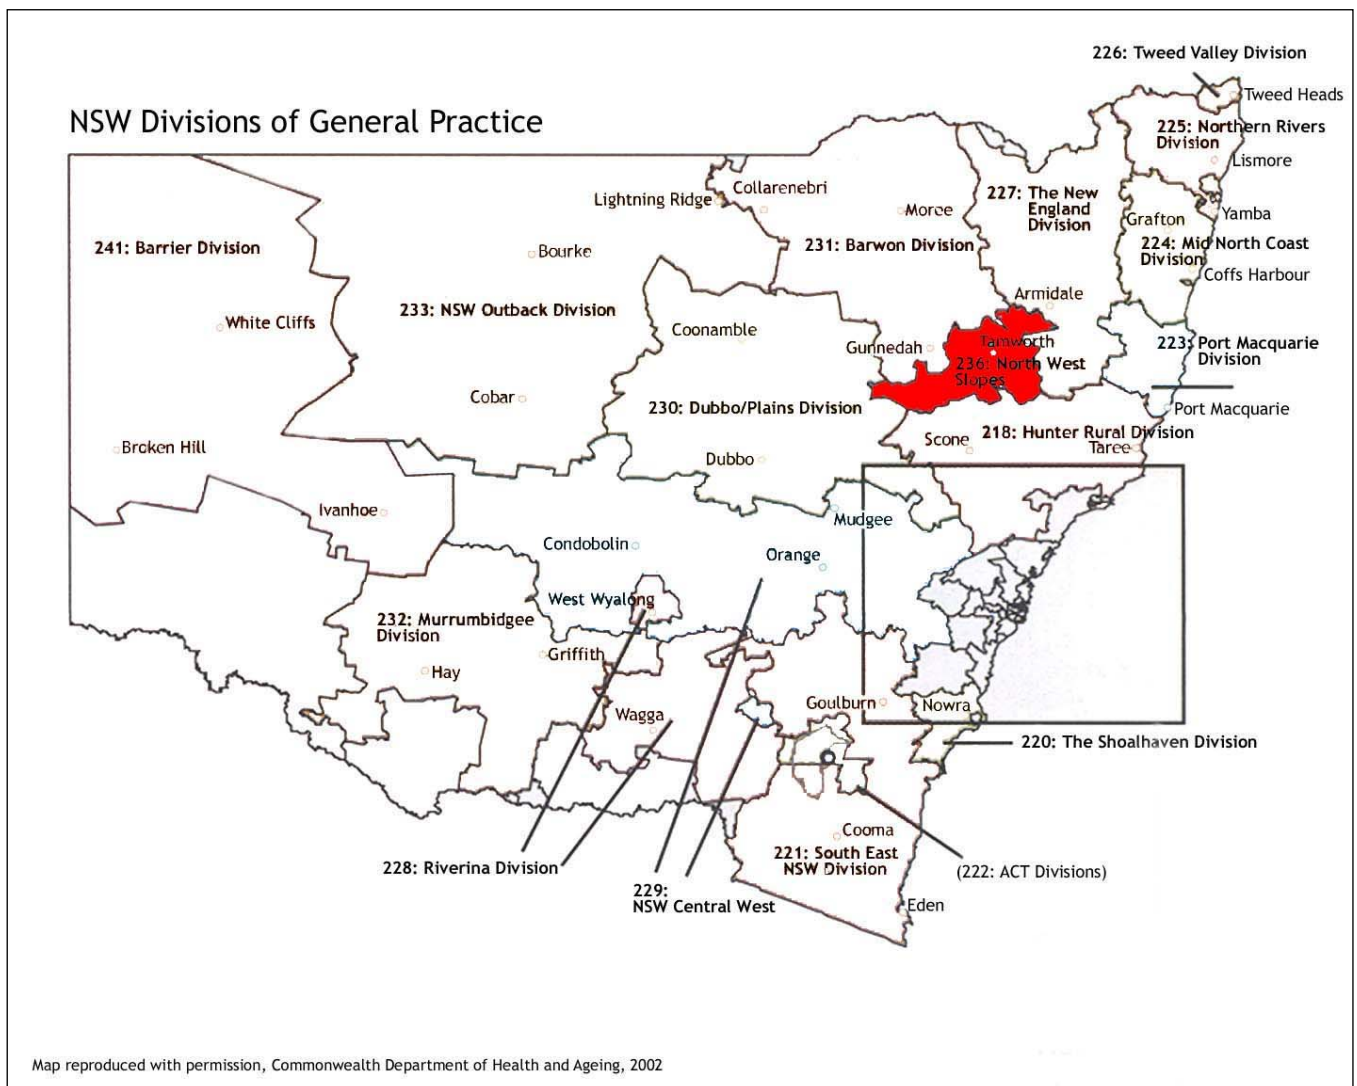 226: Tweed Valley Division
Tweed Heads
NSW Divisions of General Practice
225: Northern Rivers
Division
Lismore
Lightning Ridge
Collarenebri
Moree
227: The New
England
Division
Grafton
Yamba
241: Barrier Division
Bourke
231: Barwon Division
224: Mid North Coast
Division
Coffs Harbour
White Cliffs
233: NSW Outback Division
Armidale
Coonamble
Gunnedah
Tamworth
236: North West
Slopes
223: Port Macquarie
Division
Cobar
230: Dubbo/Plains Division
Port Macquarie
Broken Hill
Dubbo
Scone
218: Hunter Rural Division
Taree
Ivanhoe
Mudgee
Condobolin
Orange
West Wyalong
232: Murrumbidgee
Division
Griffith
Hay
Wagga
Goulburn
Nowra
220: The Shoalhaven Division
Cooma
221: South East
NSW Division
228: Riverina Division
(222: ACT Divisions)
229:
NSW Central West
Eden
Map reproduced with permission, Commonwealth Department of Health and Ageing, 2002